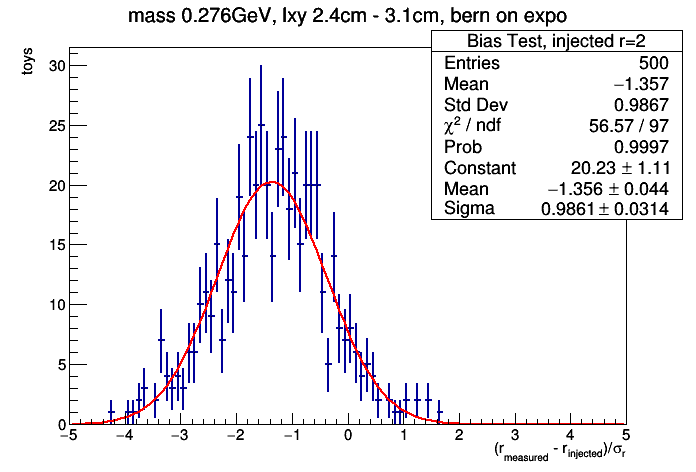 mass 0.276GeV, lxy 2.4cm - 3.1cm, bern on expo
Bias Test, injected r=2
Entries 500
Mean −1.357
Std Dev 0.9867
χ² / ndf 56.57 / 97
Prob 0.9997
Constant 20.23 ± 1.11
Mean −1.356 ± 0.044
Sigma 0.9861 ± 0.0314
toys
30
25
20
15
10
5
0
−5 −4 −3 −2 −1 0 1 2 3 4 5
(r_measured - r_injected)/σ_r